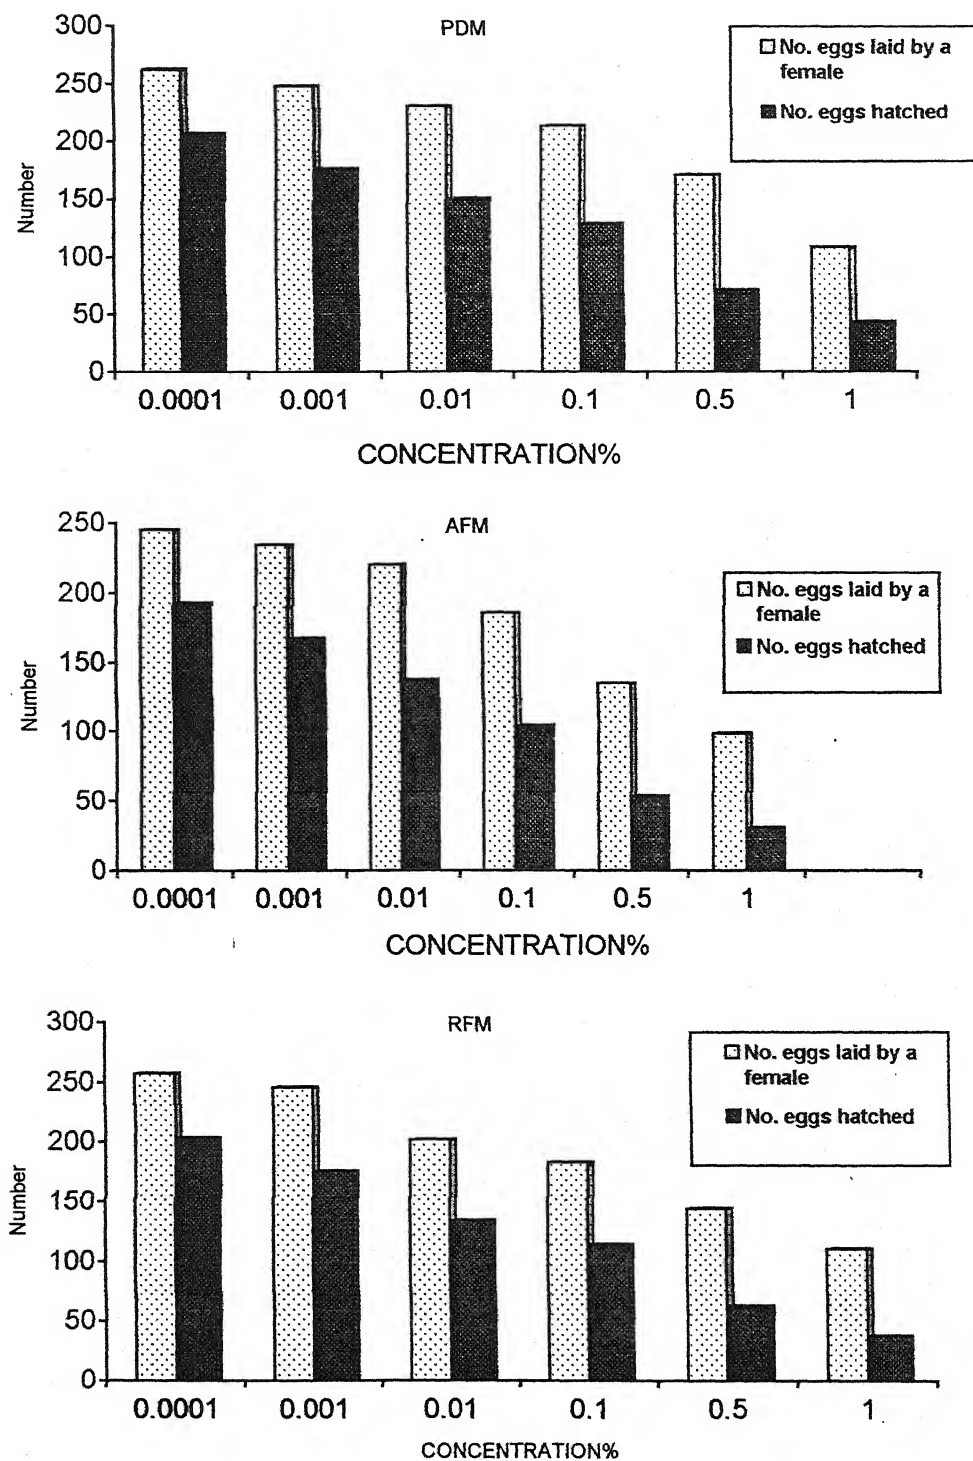 PDM
300
250
200
150
100
50
0
Number
No. eggs laid by a
female
No. eggs hatched
0.0001 0.001 0.01 0.1 0.5 1
CONCENTRATION%
AFM
250
200
150
100
50
0
Number
No. eggs laid by a
female
No. eggs hatched
0.0001 0.001 0.01 0.1 0.5 1
CONCENTRATION%
RFM
300
250
200
150
100
50
0
Number
No. eggs laid by a
female
No. eggs hatched
0.0001 0.001 0.01 0.1 0.5 1
CONCENTRATION%